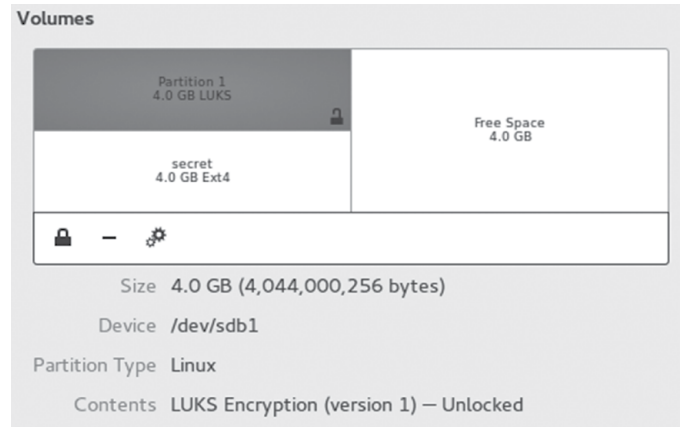 Volumes
Partition 1
4.0 GB LUKS
secret
4.0 GB Ext4
Free Space
4.0 GB
Size 4.0 GB (4,044,000,256 bytes)
Device /dev/sdb1
Partition Type Linux
Contents LUKS Encryption (version 1) — Unlocked